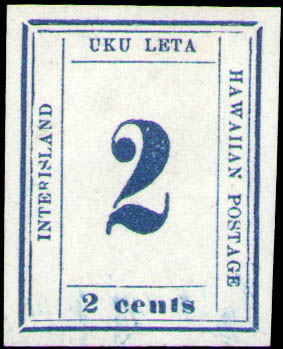 UKU LETA
INTERISLAND
2
HAWAIIAN POSTAGE
2 cents